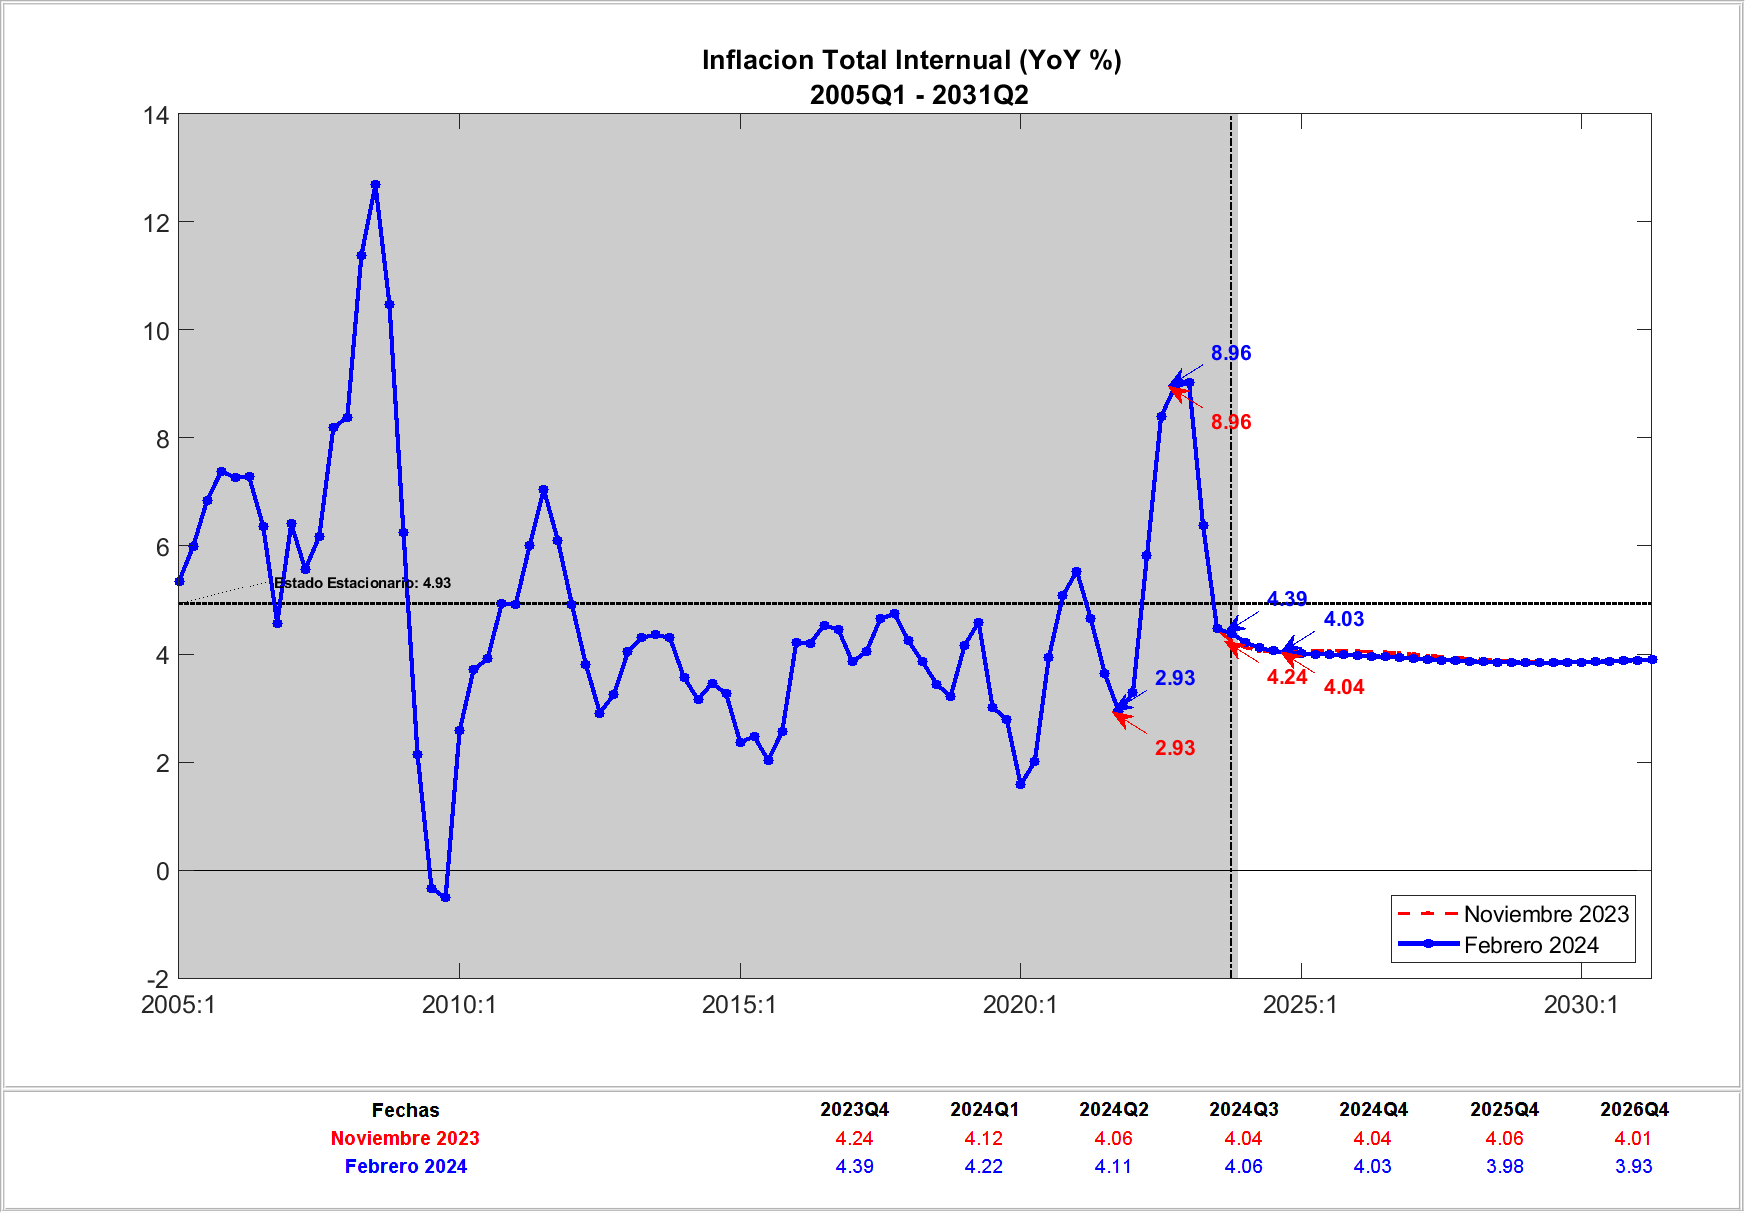 Inflacion Total Internual (YoY %)
2005Q1 - 2031Q2
14
12
10
8
6
4
2
0
-2
8.96
8.96
Estado Estacionario: 4.93
4.39
4.03
4.24
4.04
2.93
2.93
Noviembre 2023
Febrero 2024
2005:1 2010:1 2015:1 2020:1 2025:1 2030:1
Fechas 2023Q4 2024Q1 2024Q2 2024Q3 2024Q4 2025Q4 2026Q4
Noviembre 2023 4.24 4.12 4.06 4.04 4.04 4.06 4.01
Febrero 2024 4.39 4.22 4.11 4.06 4.03 3.98 3.93